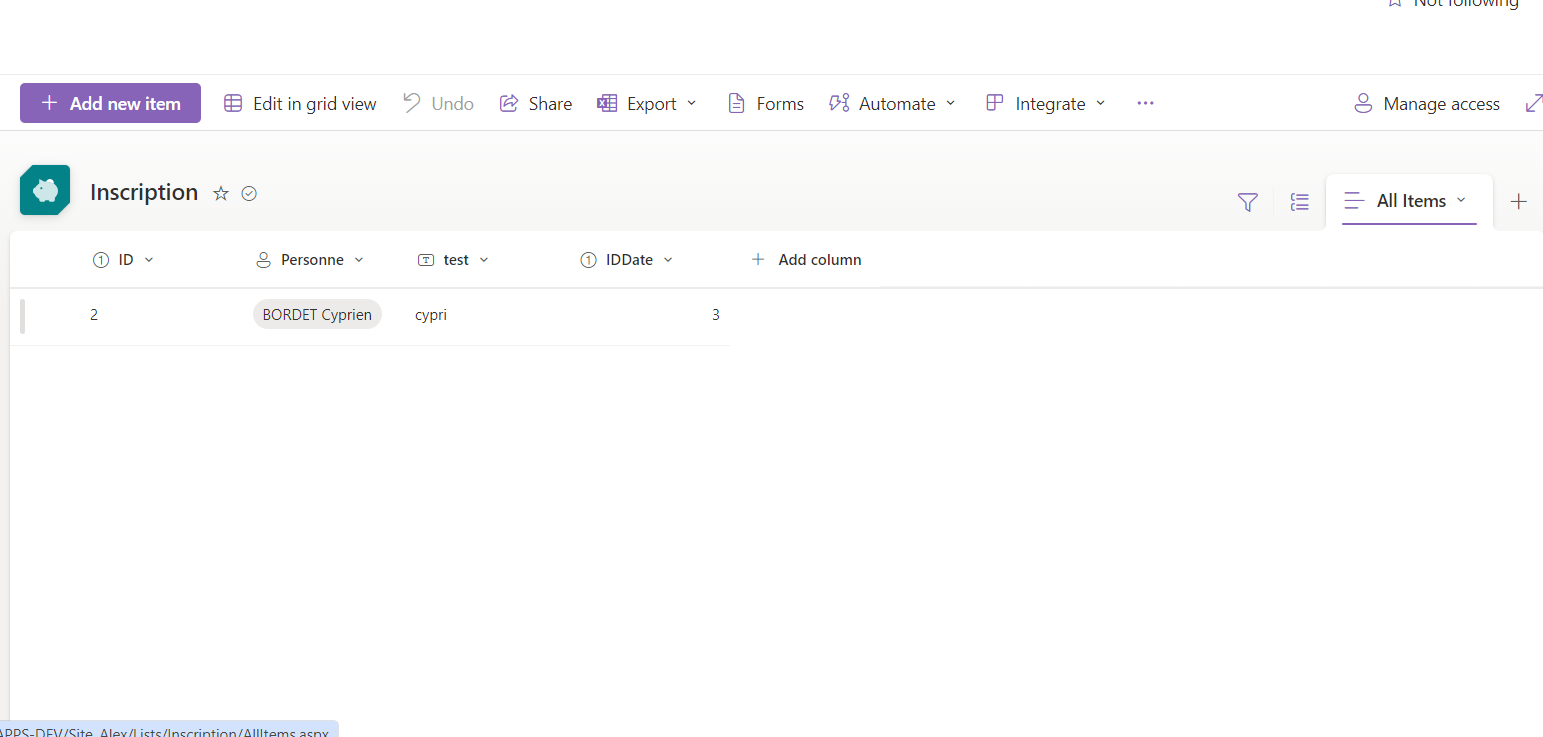 Not following
Add new item Edit in grid view Undo Share Export Forms Automate Integrate ... Manage access
Inscription
All Items
ID Personne test IDDate Add column
2 BORDET Cyprien cypri 3
APPS-DEV/Site_Alex/Lists/Inscription/AllItems.aspx